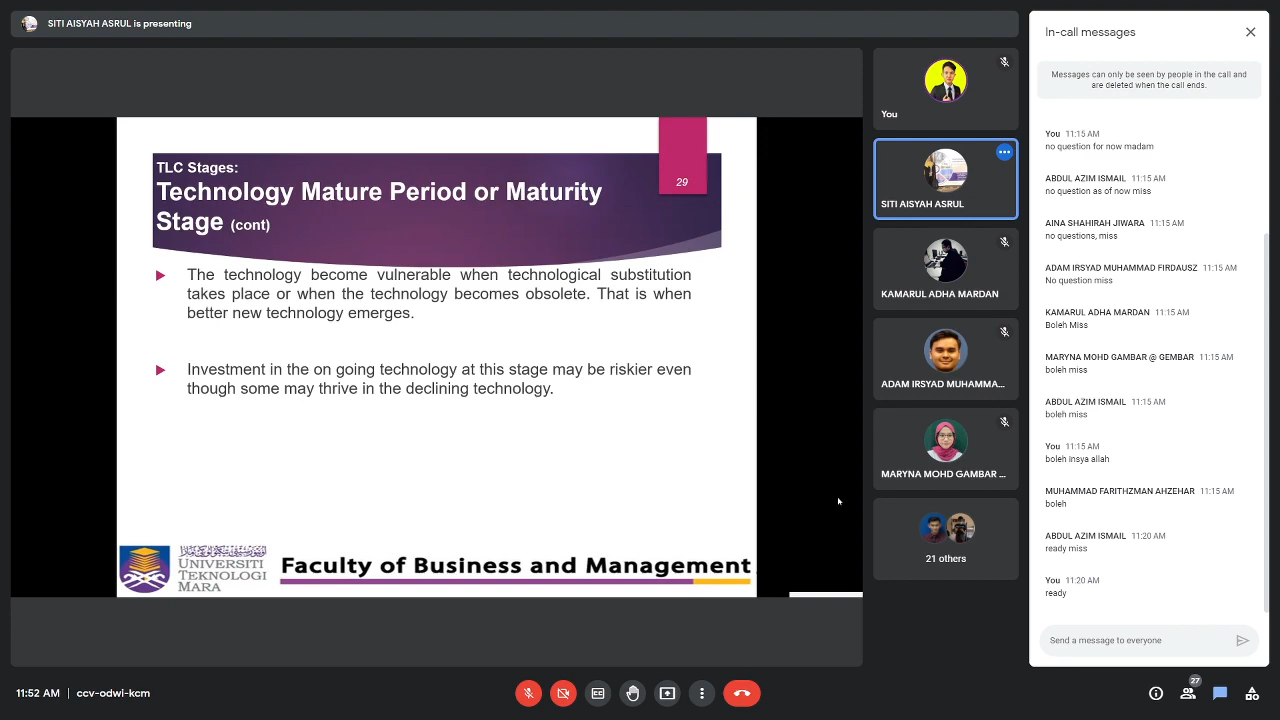 SITI AISYAH ASRUL is presenting
TLC Stages:
Technology Mature Period or Maturity
Stage (cont)
29
The technology become vulnerable when technological substitution
takes place or when the technology becomes obsolete. That is when
better new technology emerges.
Investment in the on going technology at this stage may be riskier even
though some may thrive in the declining technology.
UNIVERSITI
TEKNOLOGI
MARA
Faculty of Business and Management
You
SITI AISYAH ASRUL
KAMARUL ADHA MARDAN
ADAM IRSYAD MUHAMMA...
MARYNA MOHD GAMBAR ...
21 others
In-call messages
Messages can only be seen by people in the call and
are deleted when the call ends.
You 11:15 AM
no question for now madam
ABDUL AZIM ISMAIL 11:15 AM
no question as of now miss
AINA SHAHIRAH JIWARA 11:15 AM
no questions, miss
ADAM IRSYAD MUHAMMAD FIRDAUSZ 11:15 AM
No question miss
KAMARUL ADHA MARDAN 11:15 AM
Boleh Miss
MARYNA MOHD GAMBAR @ GEMBAR 11:15 AM
boleh miss
ABDUL AZIM ISMAIL 11:15 AM
boleh miss
You 11:15 AM
boleh insya allah
MUHAMMAD FARITHZMAN AHZEHAR 11:15 AM
boleh
ABDUL AZIM ISMAIL 11:20 AM
ready miss
You 11:20 AM
ready
Send a message to everyone
11:52 AM | ccv-odwi-kcm
27